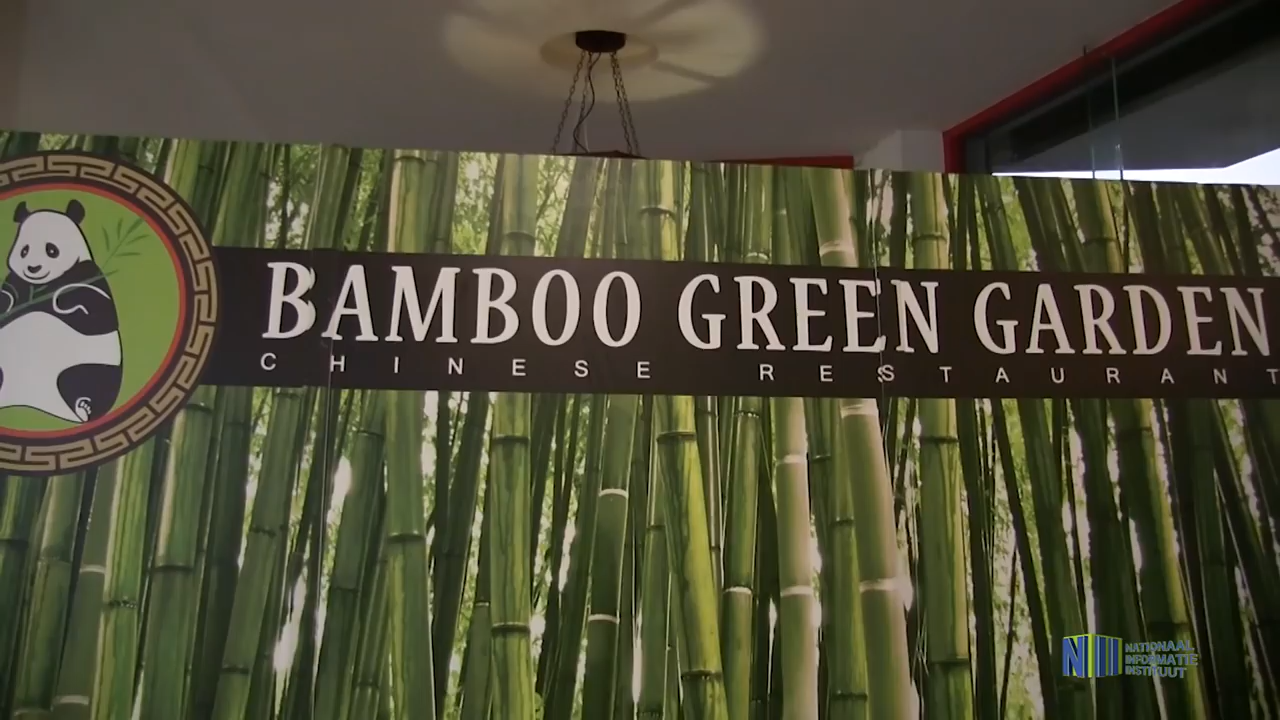 BAMBOO GREEN GARDEN
CHINESE RESTAURANT
NATIONAAL
INFORMATIE
INSTITUUT